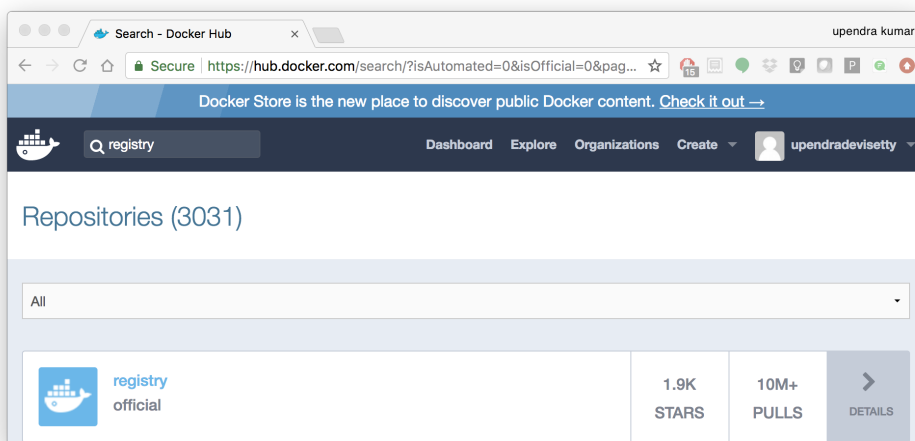 Search - Docker Hub
upendra kumar
Secure
https://hub.docker.com/search/?isAutomated=0&isOfficial=0&pag...
15
P
Docker Store is the new place to discover public Docker content. Check it out →
registry
Dashboard
Explore
Organizations
Create
upendradevisetty
Repositories (3031)
All
registry
official
1.9K
STARS
10M+
PULLS
DETAILS